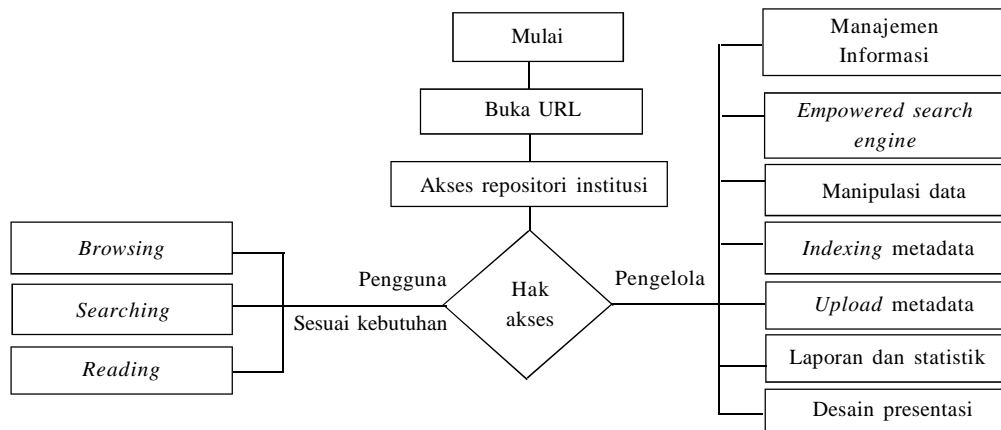 Mulai
Buka URL
Akses repositori institusi
Hak
akses
Pengguna
Sesuai kebutuhan
Browsing
Searching
Reading
Pengelola
Manajemen
Informasi
Empowered search
engine
Manipulasi data
Indexing metadata
Upload metadata
Laporan dan statistik
Desain presentasi